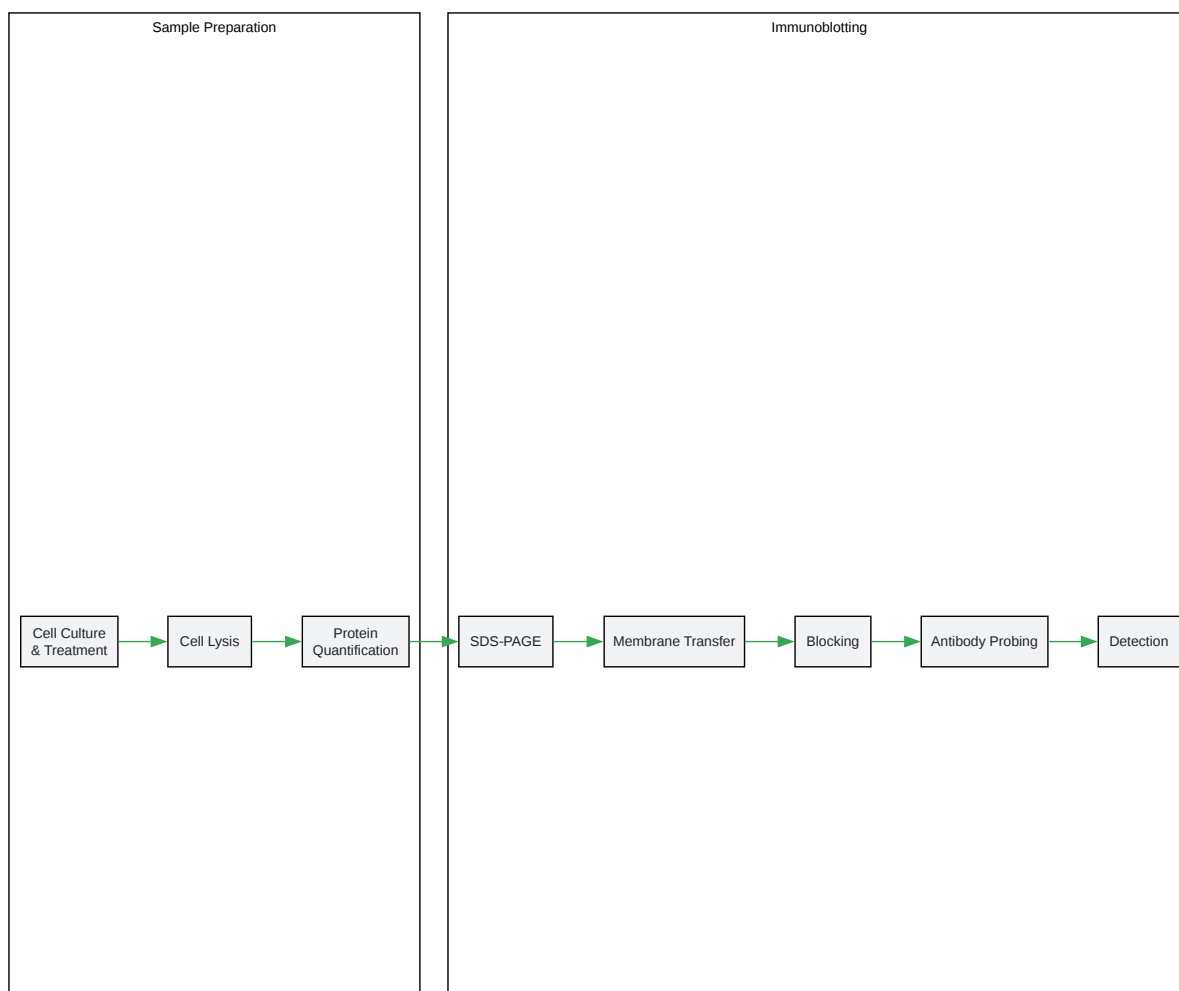 Sample Preparation
Immunoblotting
Cell Culture
& Treatment
Cell Lysis
Protein
Quantification
SDS-PAGE
Membrane Transfer
Blocking
Antibody Probing
Detection